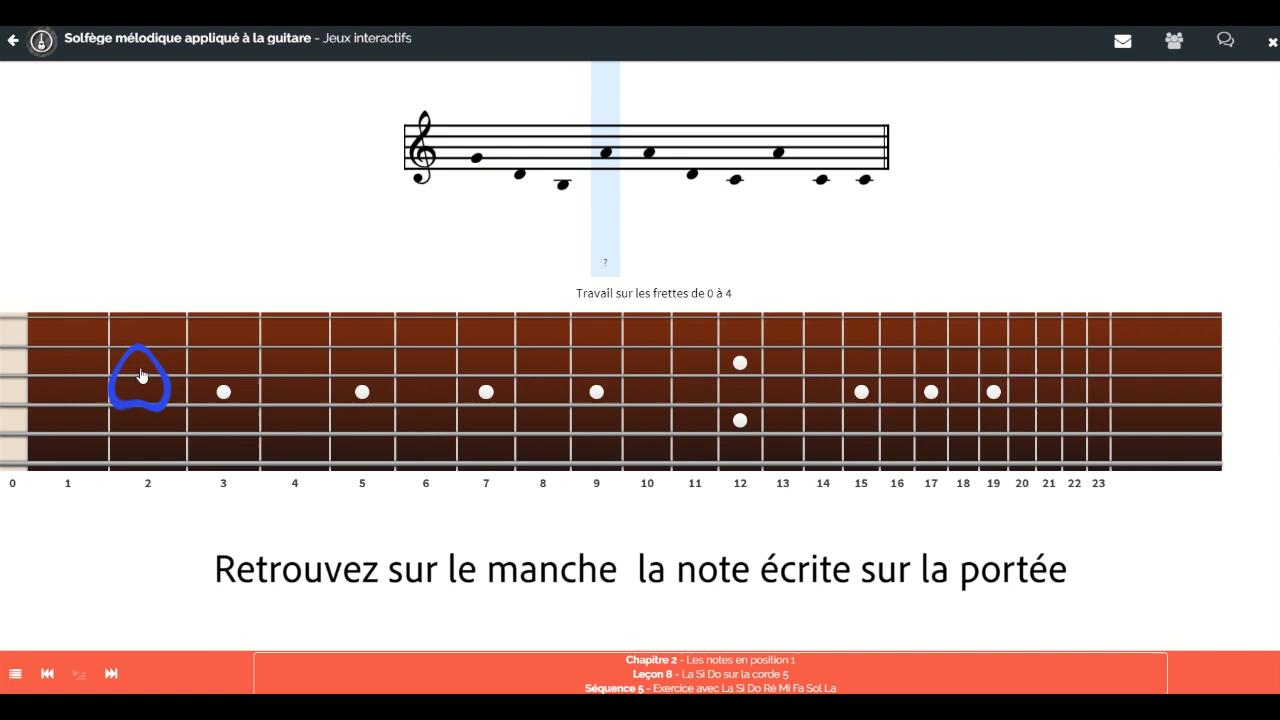 Solfège mélodique appliqué à la guitare - Jeux interactifs
?
Travail sur les frettes de 0 à 4
0 1 2 3 4 5 6 7 8 9 10 11 12 13 14 15 16 17 18 19 20 21 22 23
Retrouvez sur le manche la note écrite sur la portée
Chapitre 2 - Les notes en position 1
Leçon 8 - La Si Do sur la corde 5
Séquence 5 - Exercice avec La Si Do Ré Mi Fa Sol La